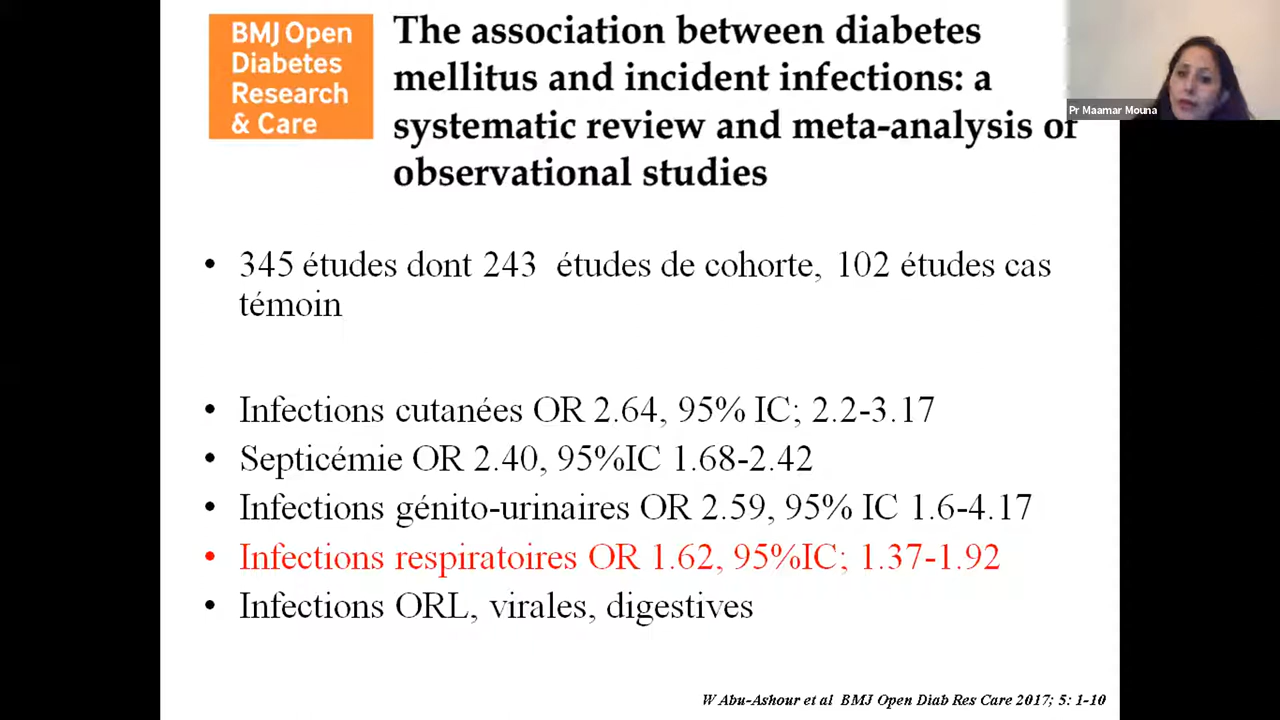 BMJ Open
Diabetes
Research
& Care
The association between diabetes
mellitus and incident infections: a
systematic review and meta-analysis of
observational studies
Pr Maamar Mouna
• 345 études dont 243 études de cohorte, 102 études cas
témoin
• Infections cutanées OR 2.64, 95% IC; 2.2-3.17
• Septicémie OR 2.40, 95%IC 1.68-2.42
• Infections génito-urinaires OR 2.59, 95% IC 1.6-4.17
• Infections respiratoires OR 1.62, 95%IC; 1.37-1.92
• Infections ORL, virales, digestives
W Abu-Ashour et al BMJ Open Diab Res Care 2017; 5: 1-10